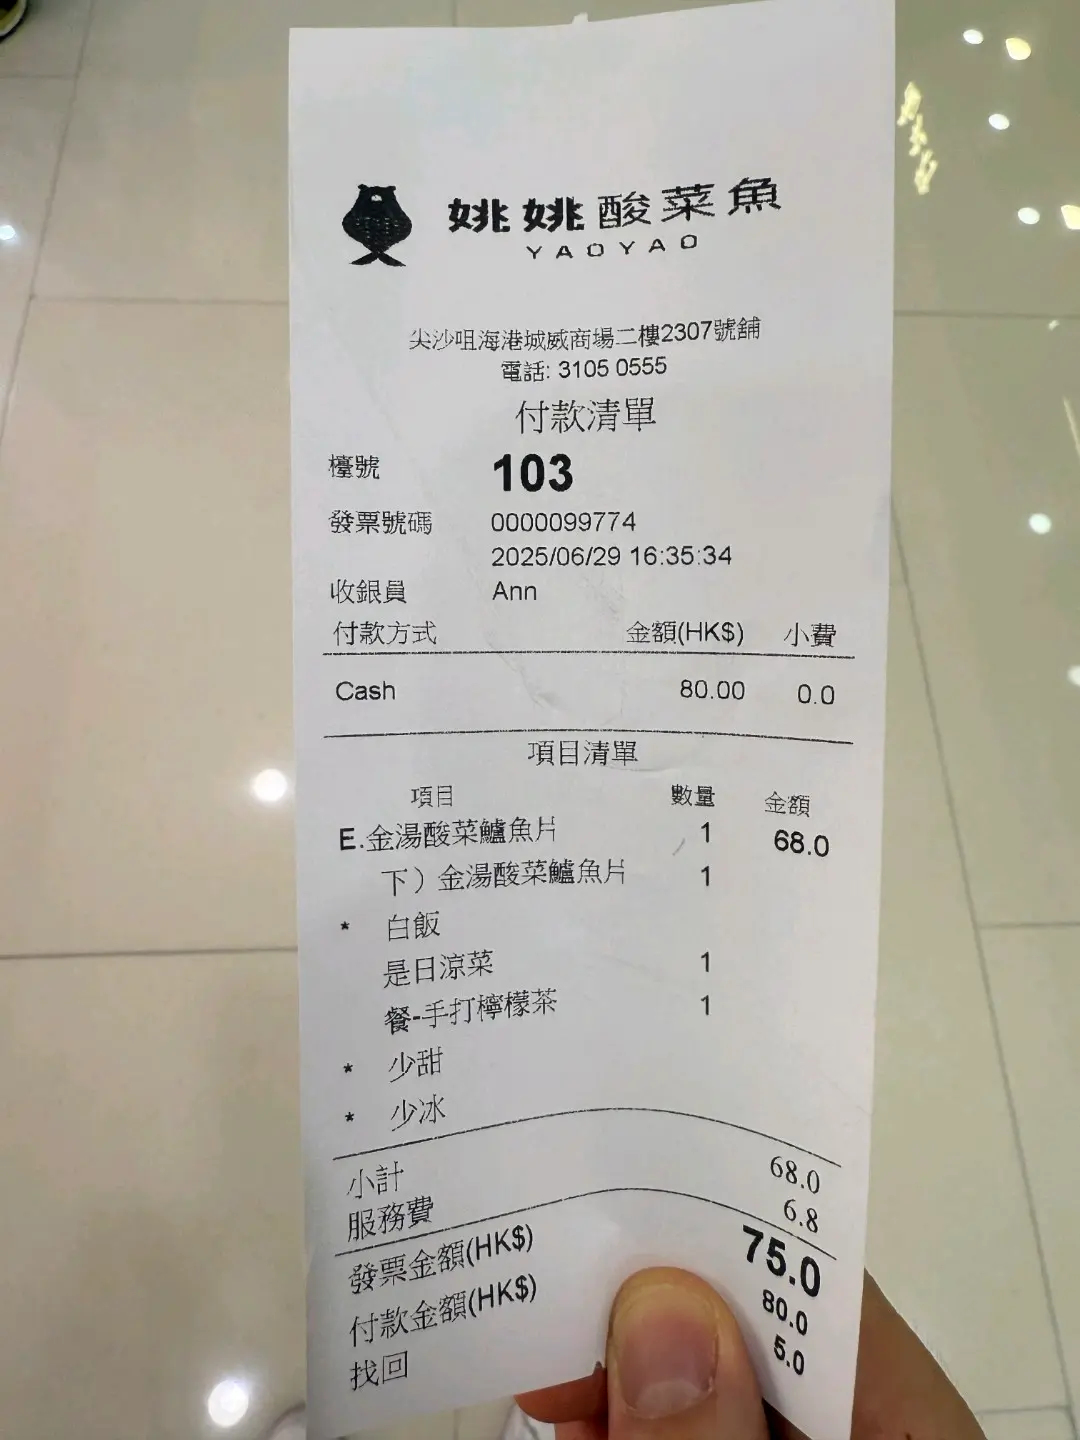 姚姚酸菜魚
YAOYAO
尖沙咀海港城威商場二樓2307號舖
電話: 3105 0555
付款清單
檯號 103
發票號碼 0000099774
2025/06/29 16:35:34
收銀員 Ann
付款方式 金額(HK$) 小費
Cash 80.00 0.0
項目清單
項目 數量 金額
E.金湯酸菜鱸魚片 1 68.0
下）金湯酸菜鱸魚片 1
* 白飯
是日涼菜 1
餐-手打檸檬茶 1
* 少甜
* 少冰
小計 68.0
服務費 6.8
發票金額(HK$) 75.0
付款金額(HK$) 80.0
找回 5.0